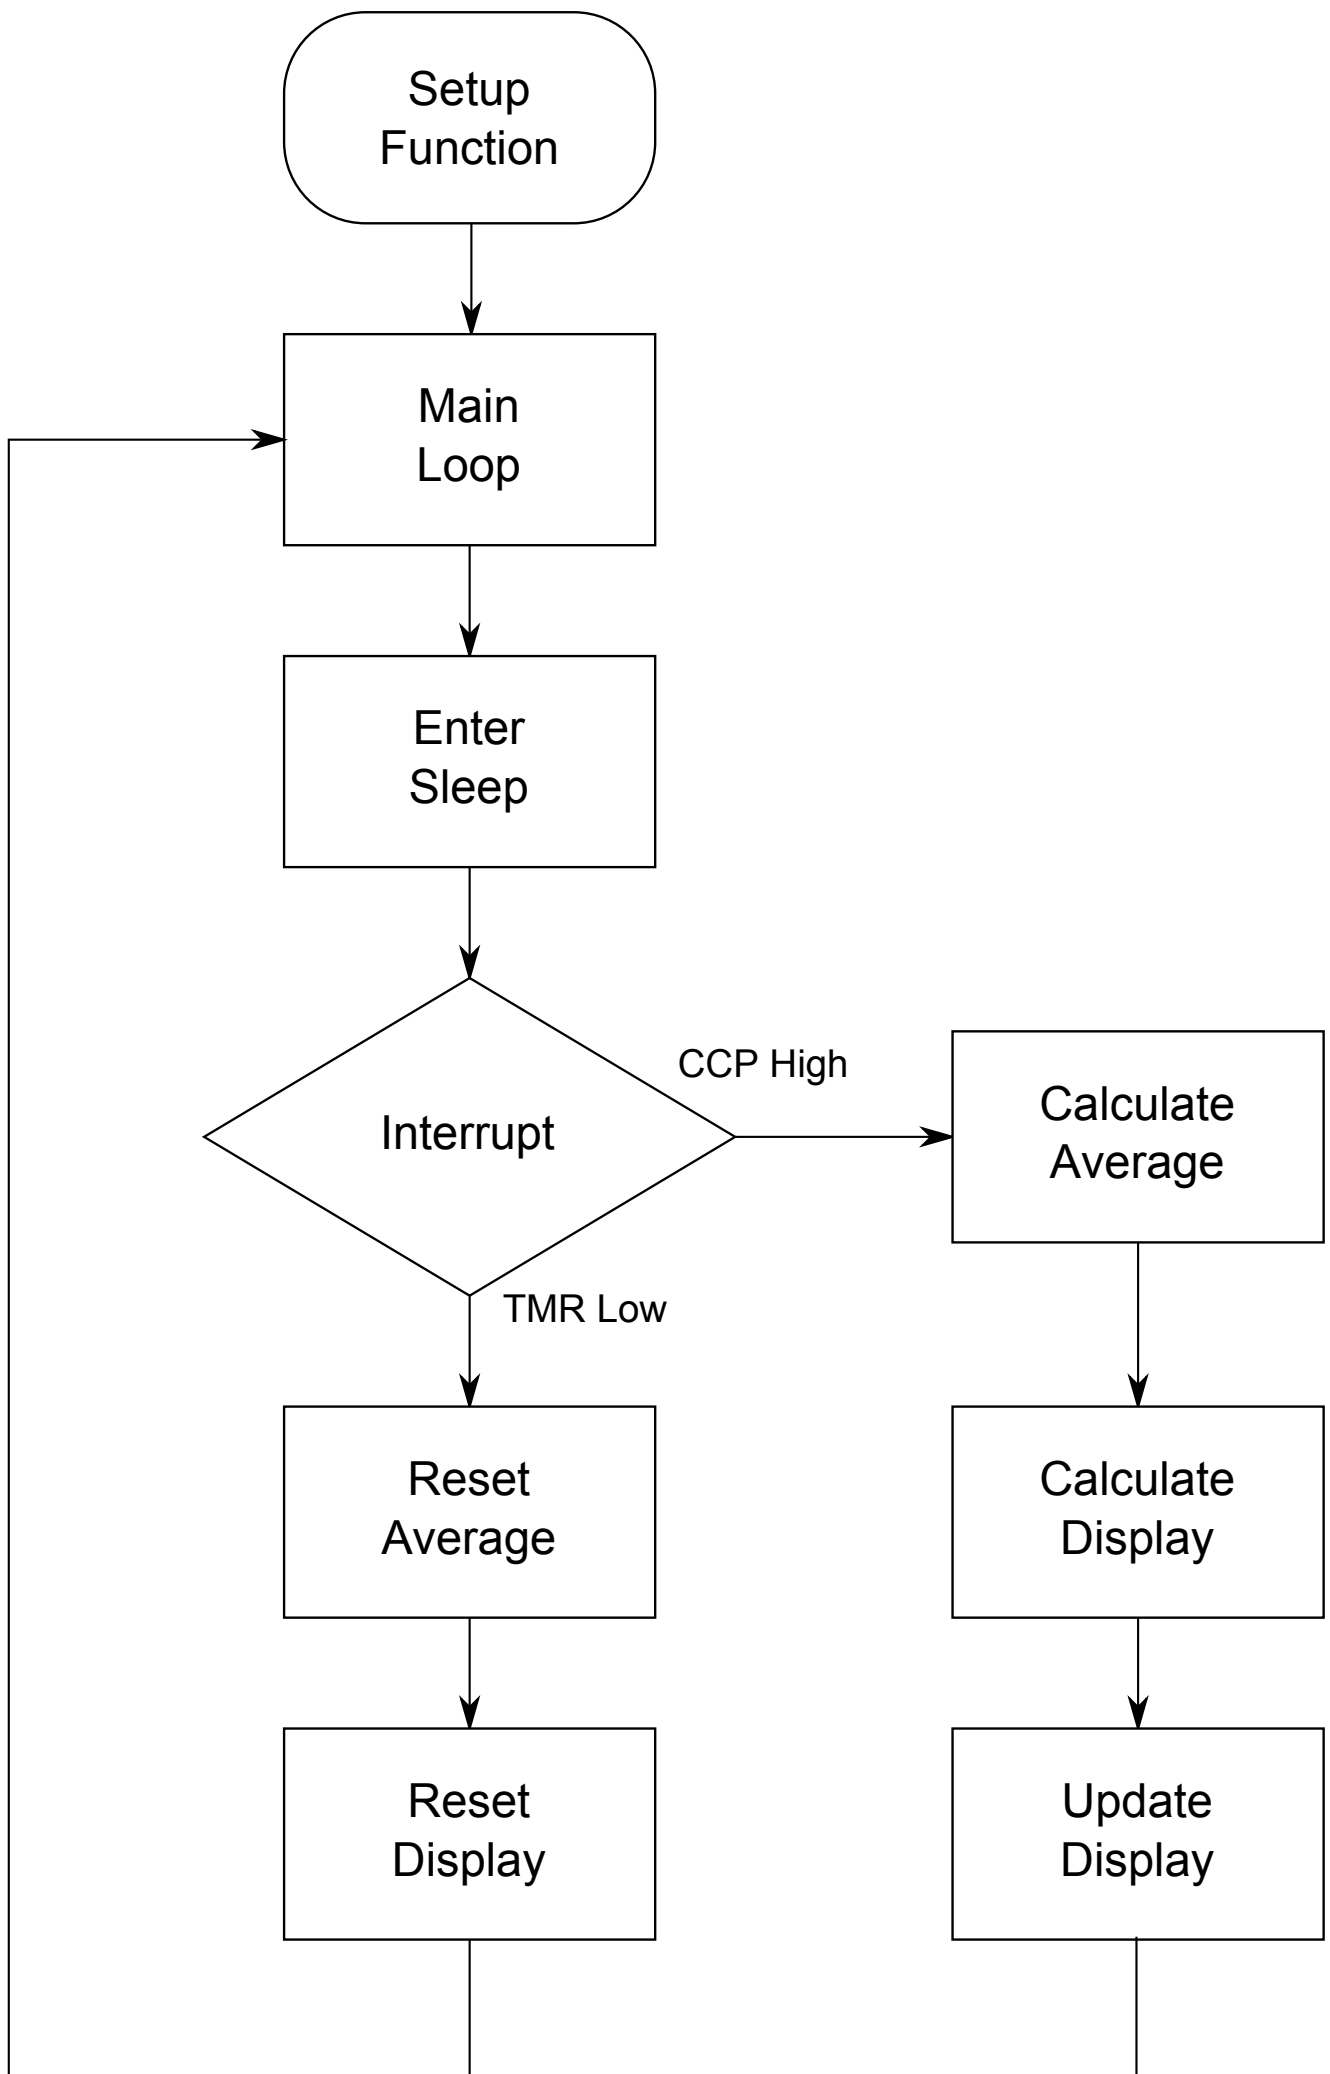 Setup
Function
Main
Loop
Enter
Sleep
Interrupt
CCP High
Calculate
Average
TMR Low
Reset
Average
Calculate
Display
Reset
Display
Update
Display